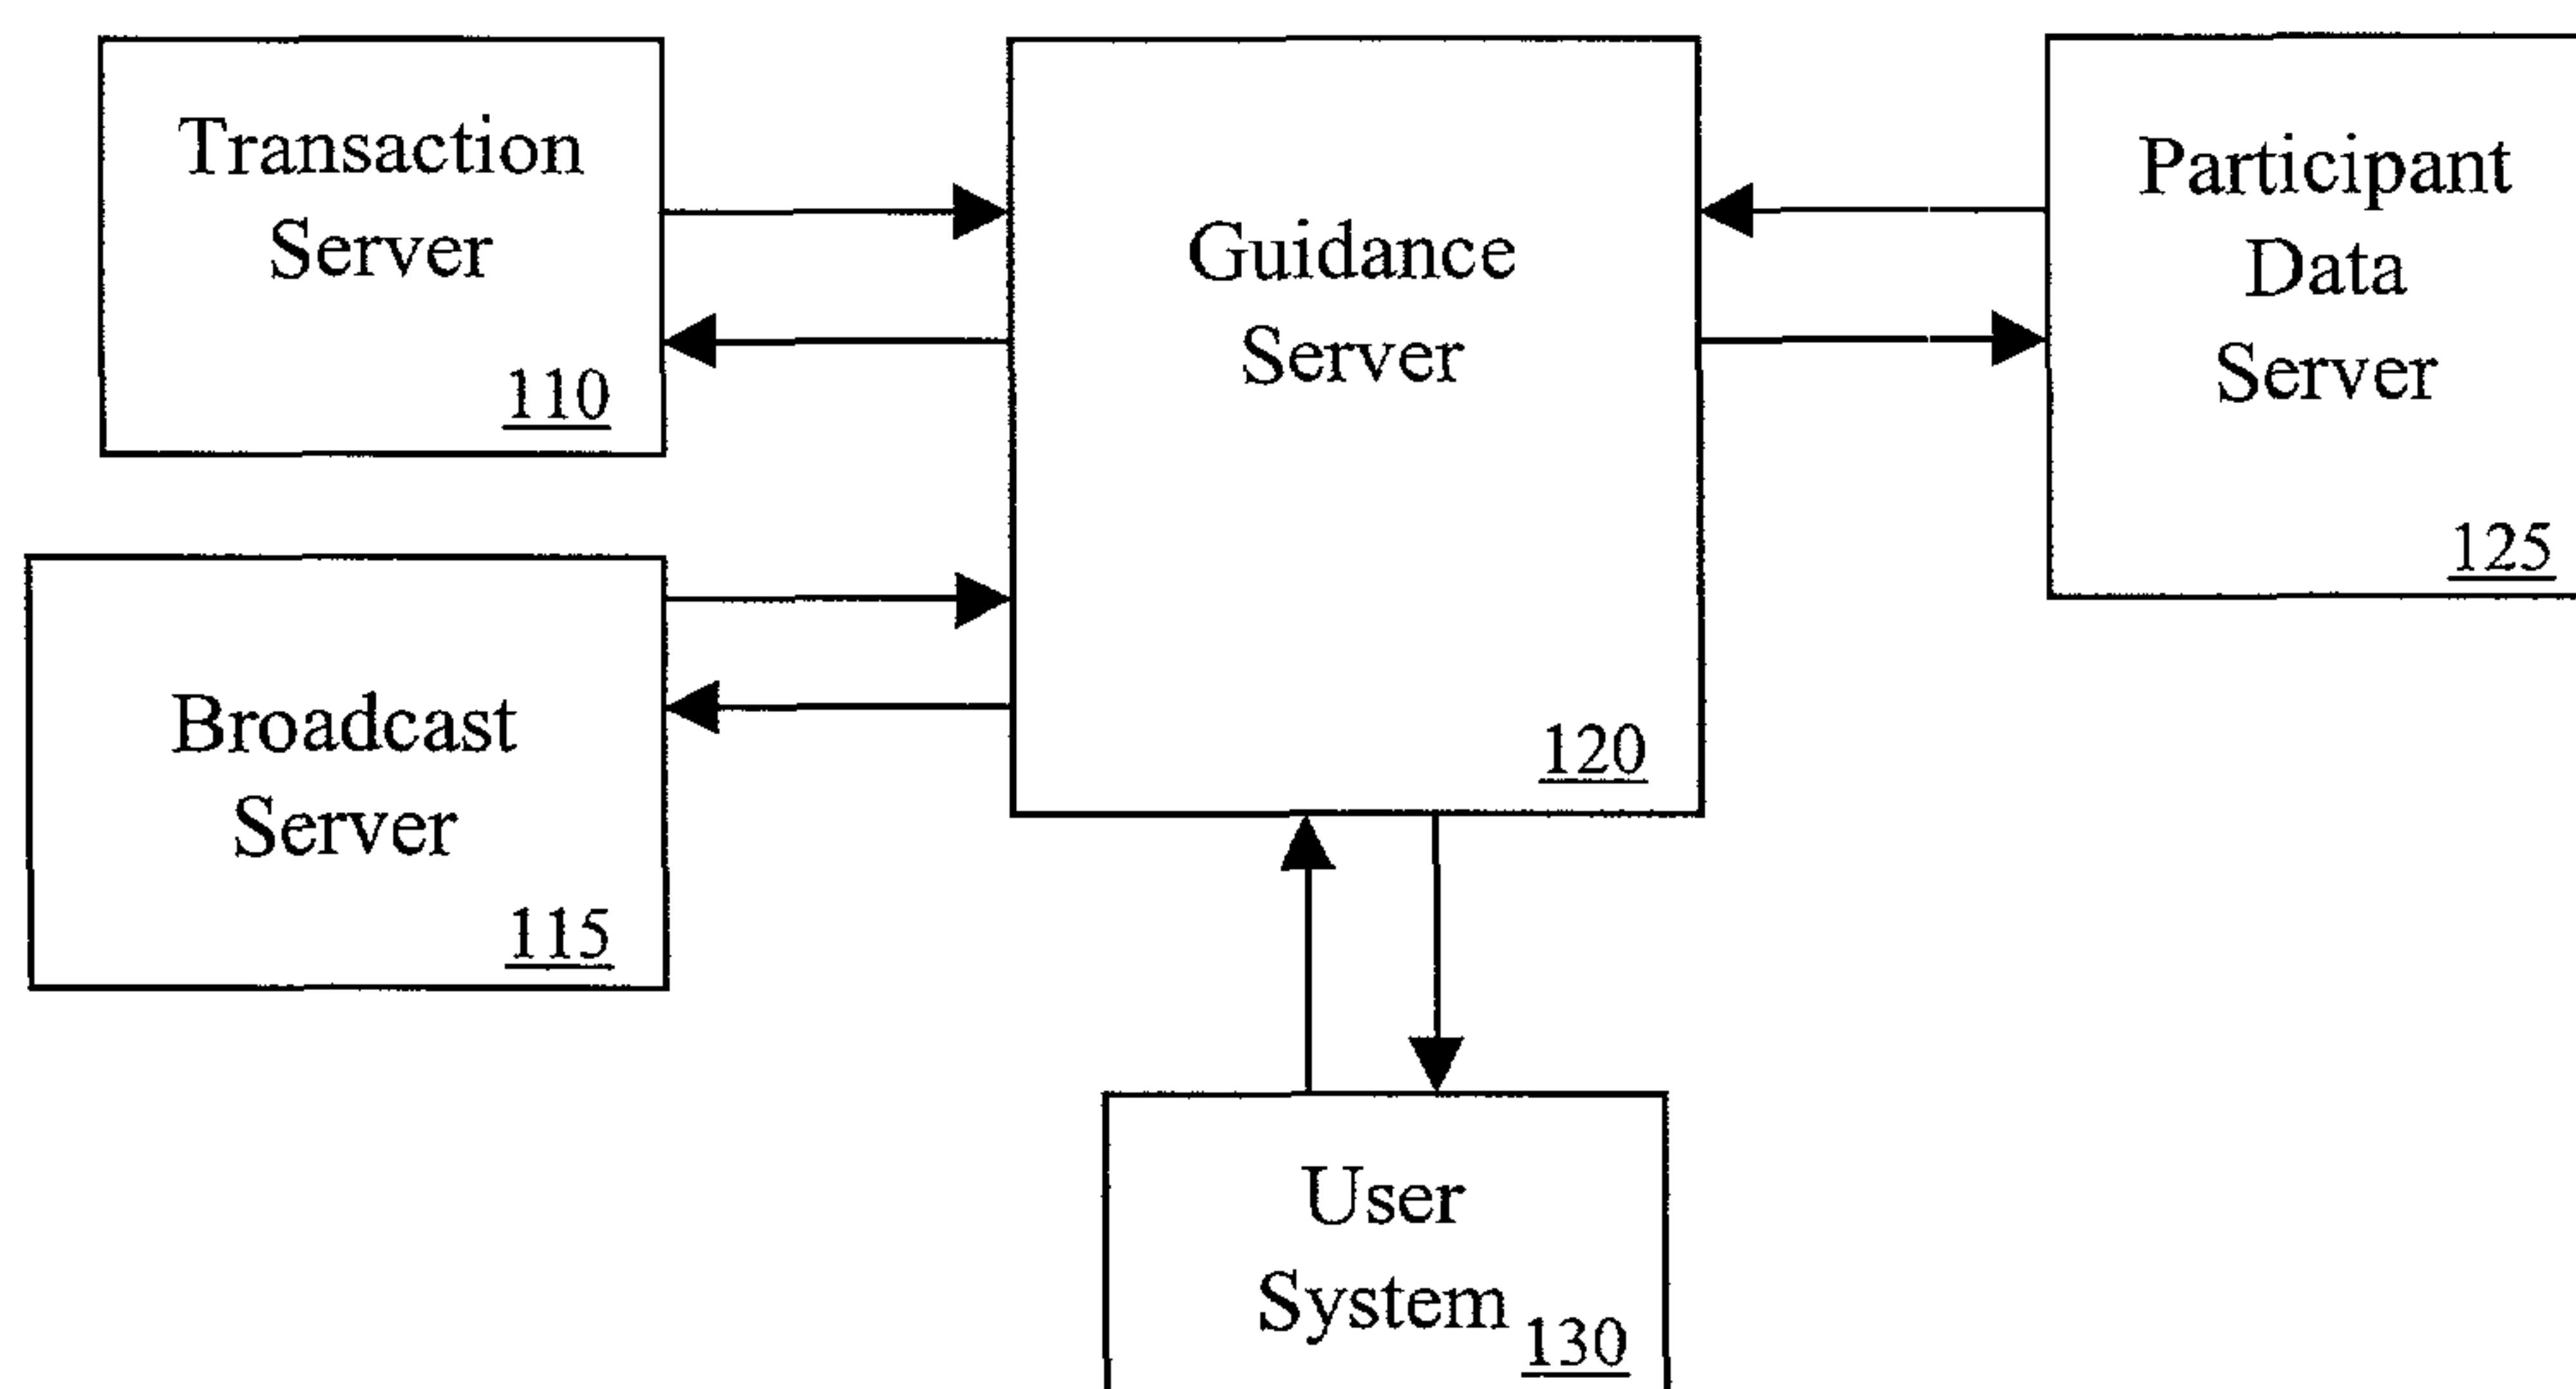 Transaction
Server
110
Guidance
Server
120
Participant
Data
Server
125
Broadcast
Server
115
User
System
130